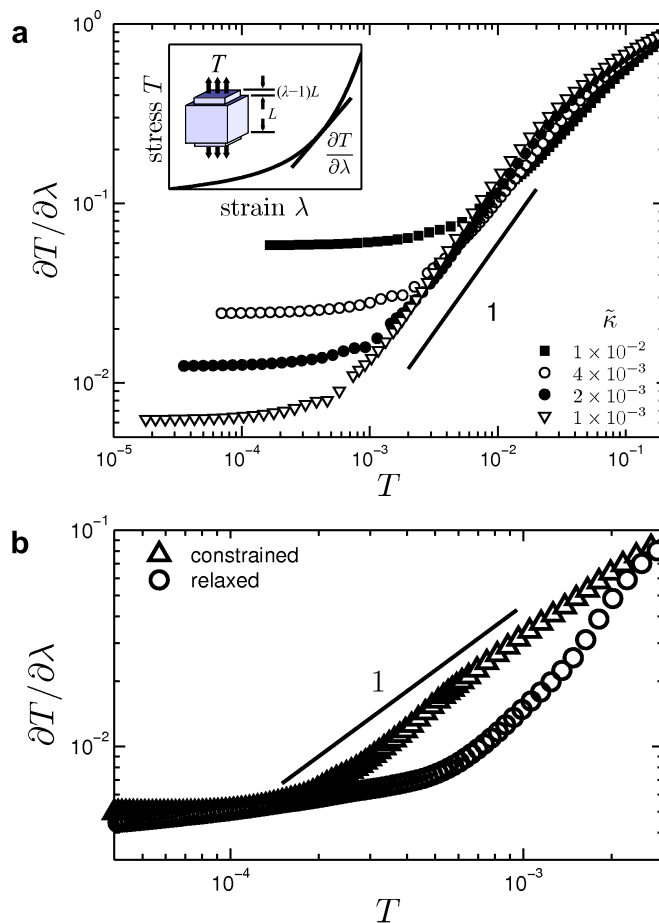 a
10⁰
10⁻¹
10⁻²
∂T/∂λ
stress T
T
(λ−1)L
L
∂T/∂λ
strain λ
1
κ̃
1 × 10⁻²
4 × 10⁻³
2 × 10⁻³
1 × 10⁻³
10⁻⁵ 10⁻⁴ 10⁻³ 10⁻² 10⁻¹
T
b
10⁻¹
10⁻²
∂T/∂λ
constrained
relaxed
1
10⁻⁴ 10⁻³
T